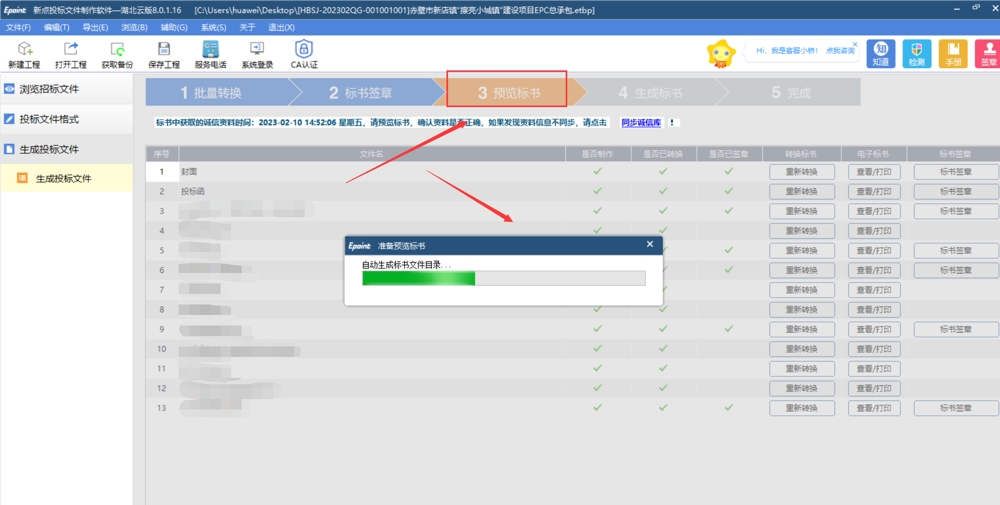 Epoint 新点投标文件制作软件—湖北云版8.0.1.16 [C:\Users\huawei\Desktop\[HBSJ-202302QG-001001001]赤壁市新店镇“擦亮小城镇”建设项目EPC总承包.etbp]
文件(F) 编辑(T) 导出(E) 浏览(B) 辅助(G) 系统(S) 关于 退出(X)
新建工程 打开工程 获取备份 保存工程 服务电话 系统登录 CA认证
Hi，我是客服小桥！ 点我咨询
知 知道 检测 手册 签章
浏览招标文件
投标文件格式
生成投标文件
生成投标文件
1 批量转换 2 标书签章 3 预览标书 4 生成标书 5 完成
标书中获取的诚信资料时间：2023-02-10 14:52:06 星期五，请预览标书，确认资料是否正确，如果发现资料信息不同步，请点击 同步诚信库 ！
序号 文件名 是否制作 是否已转换 是否已签章 转换标书 电子标书 标书签章
1 封面 重新转换 查看/打印 标书签章
2 投标函 重新转换 查看/打印 标书签章
3 重新转换 查看/打印 标书签章
4 重新转换 查看/打印
5 重新转换 查看/打印 标书签章
6 重新转换 查看/打印 标书签章
7 重新转换 查看/打印
8 重新转换 查看/打印
9 重新转换 查看/打印 标书签章
10 重新转换 查看/打印
11 重新转换 查看/打印
12 重新转换 查看/打印
13 重新转换 查看/打印 标书签章
Epoint 准备预览标书
自动生成标书文件目录...